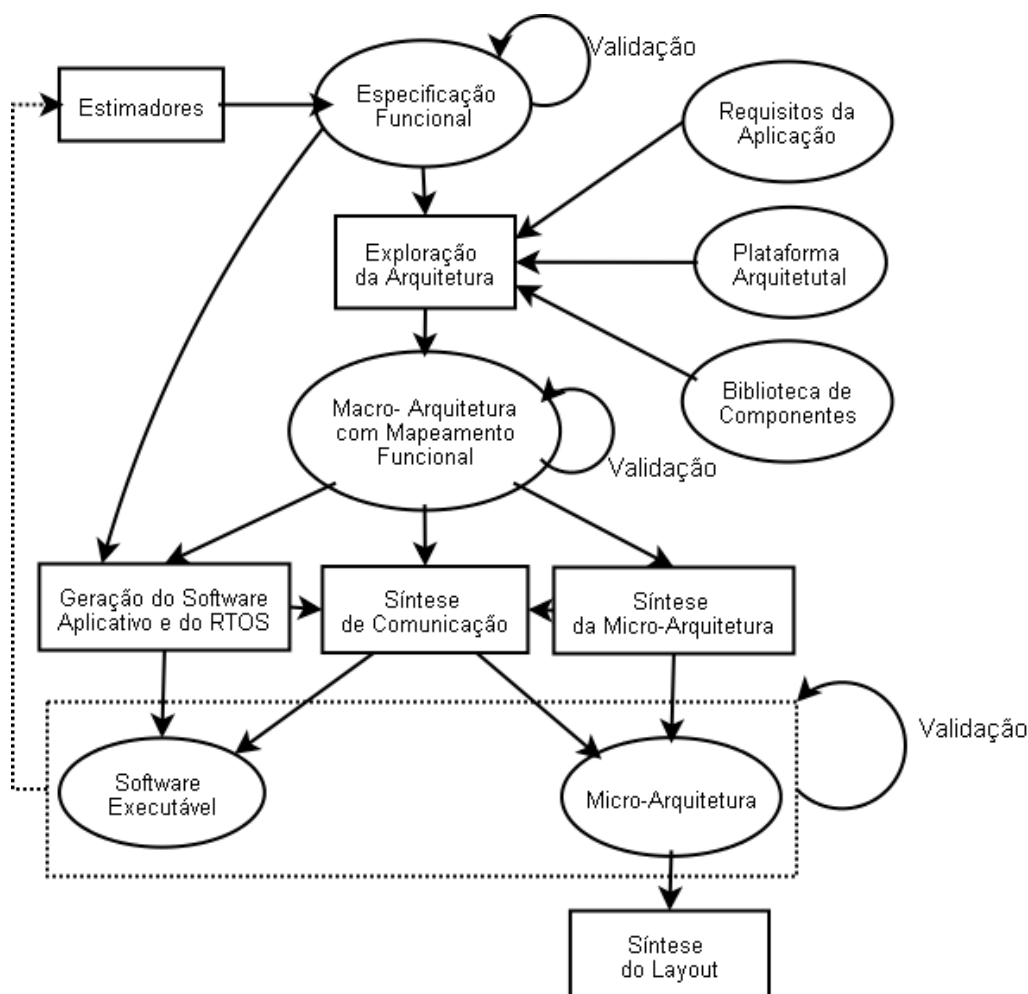 Validação
Estimadores
Especificação
Funcional
Requisitos da
Aplicação
Exploração
da Arquitetura
Plataforma
Arquitetutal
Biblioteca de
Componentes
Macro- Arquitetura
com Mapeamento
Funcional
Validação
Geração do Software
Aplicativo e do RTOS
Síntese
de Comunicação
Síntese
da Micro-Arquitetura
Validação
Software
Executável
Micro-Arquitetura
Síntese
do Layout